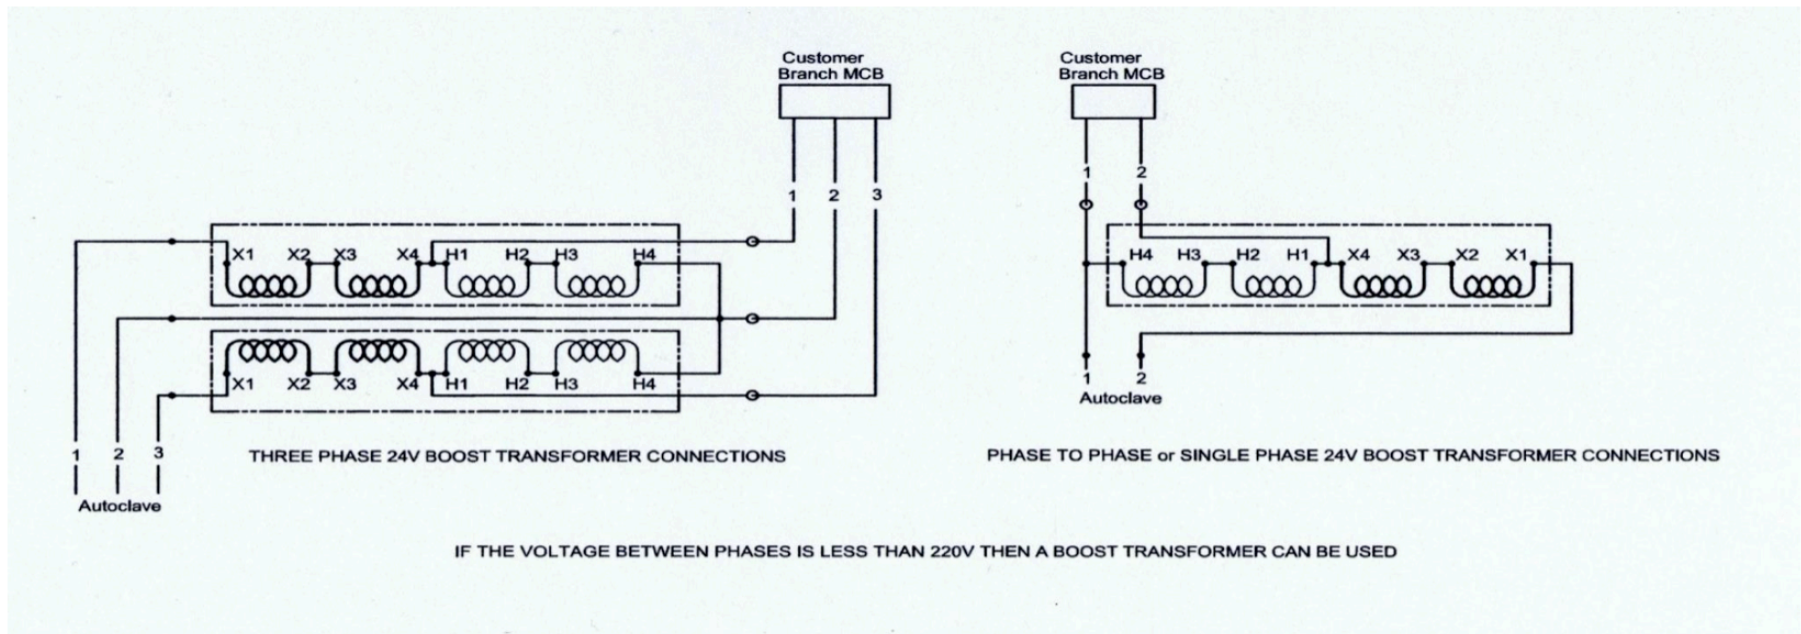 Customer
Branch MCB
1 2 3
X1 X2 X3 X4 H1 H2 H3 H4
X1 X2 X3 X4 H1 H2 H3 H4
1 2 3
Autoclave
THREE PHASE 24V BOOST TRANSFORMER CONNECTIONS
Customer
Branch MCB
1 2
H4 H3 H2 H1 X4 X3 X2 X1
1 2
Autoclave
PHASE TO PHASE or SINGLE PHASE 24V BOOST TRANSFORMER CONNECTIONS
IF THE VOLTAGE BETWEEN PHASES IS LESS THAN 220V THEN A BOOST TRANSFORMER CAN BE USED